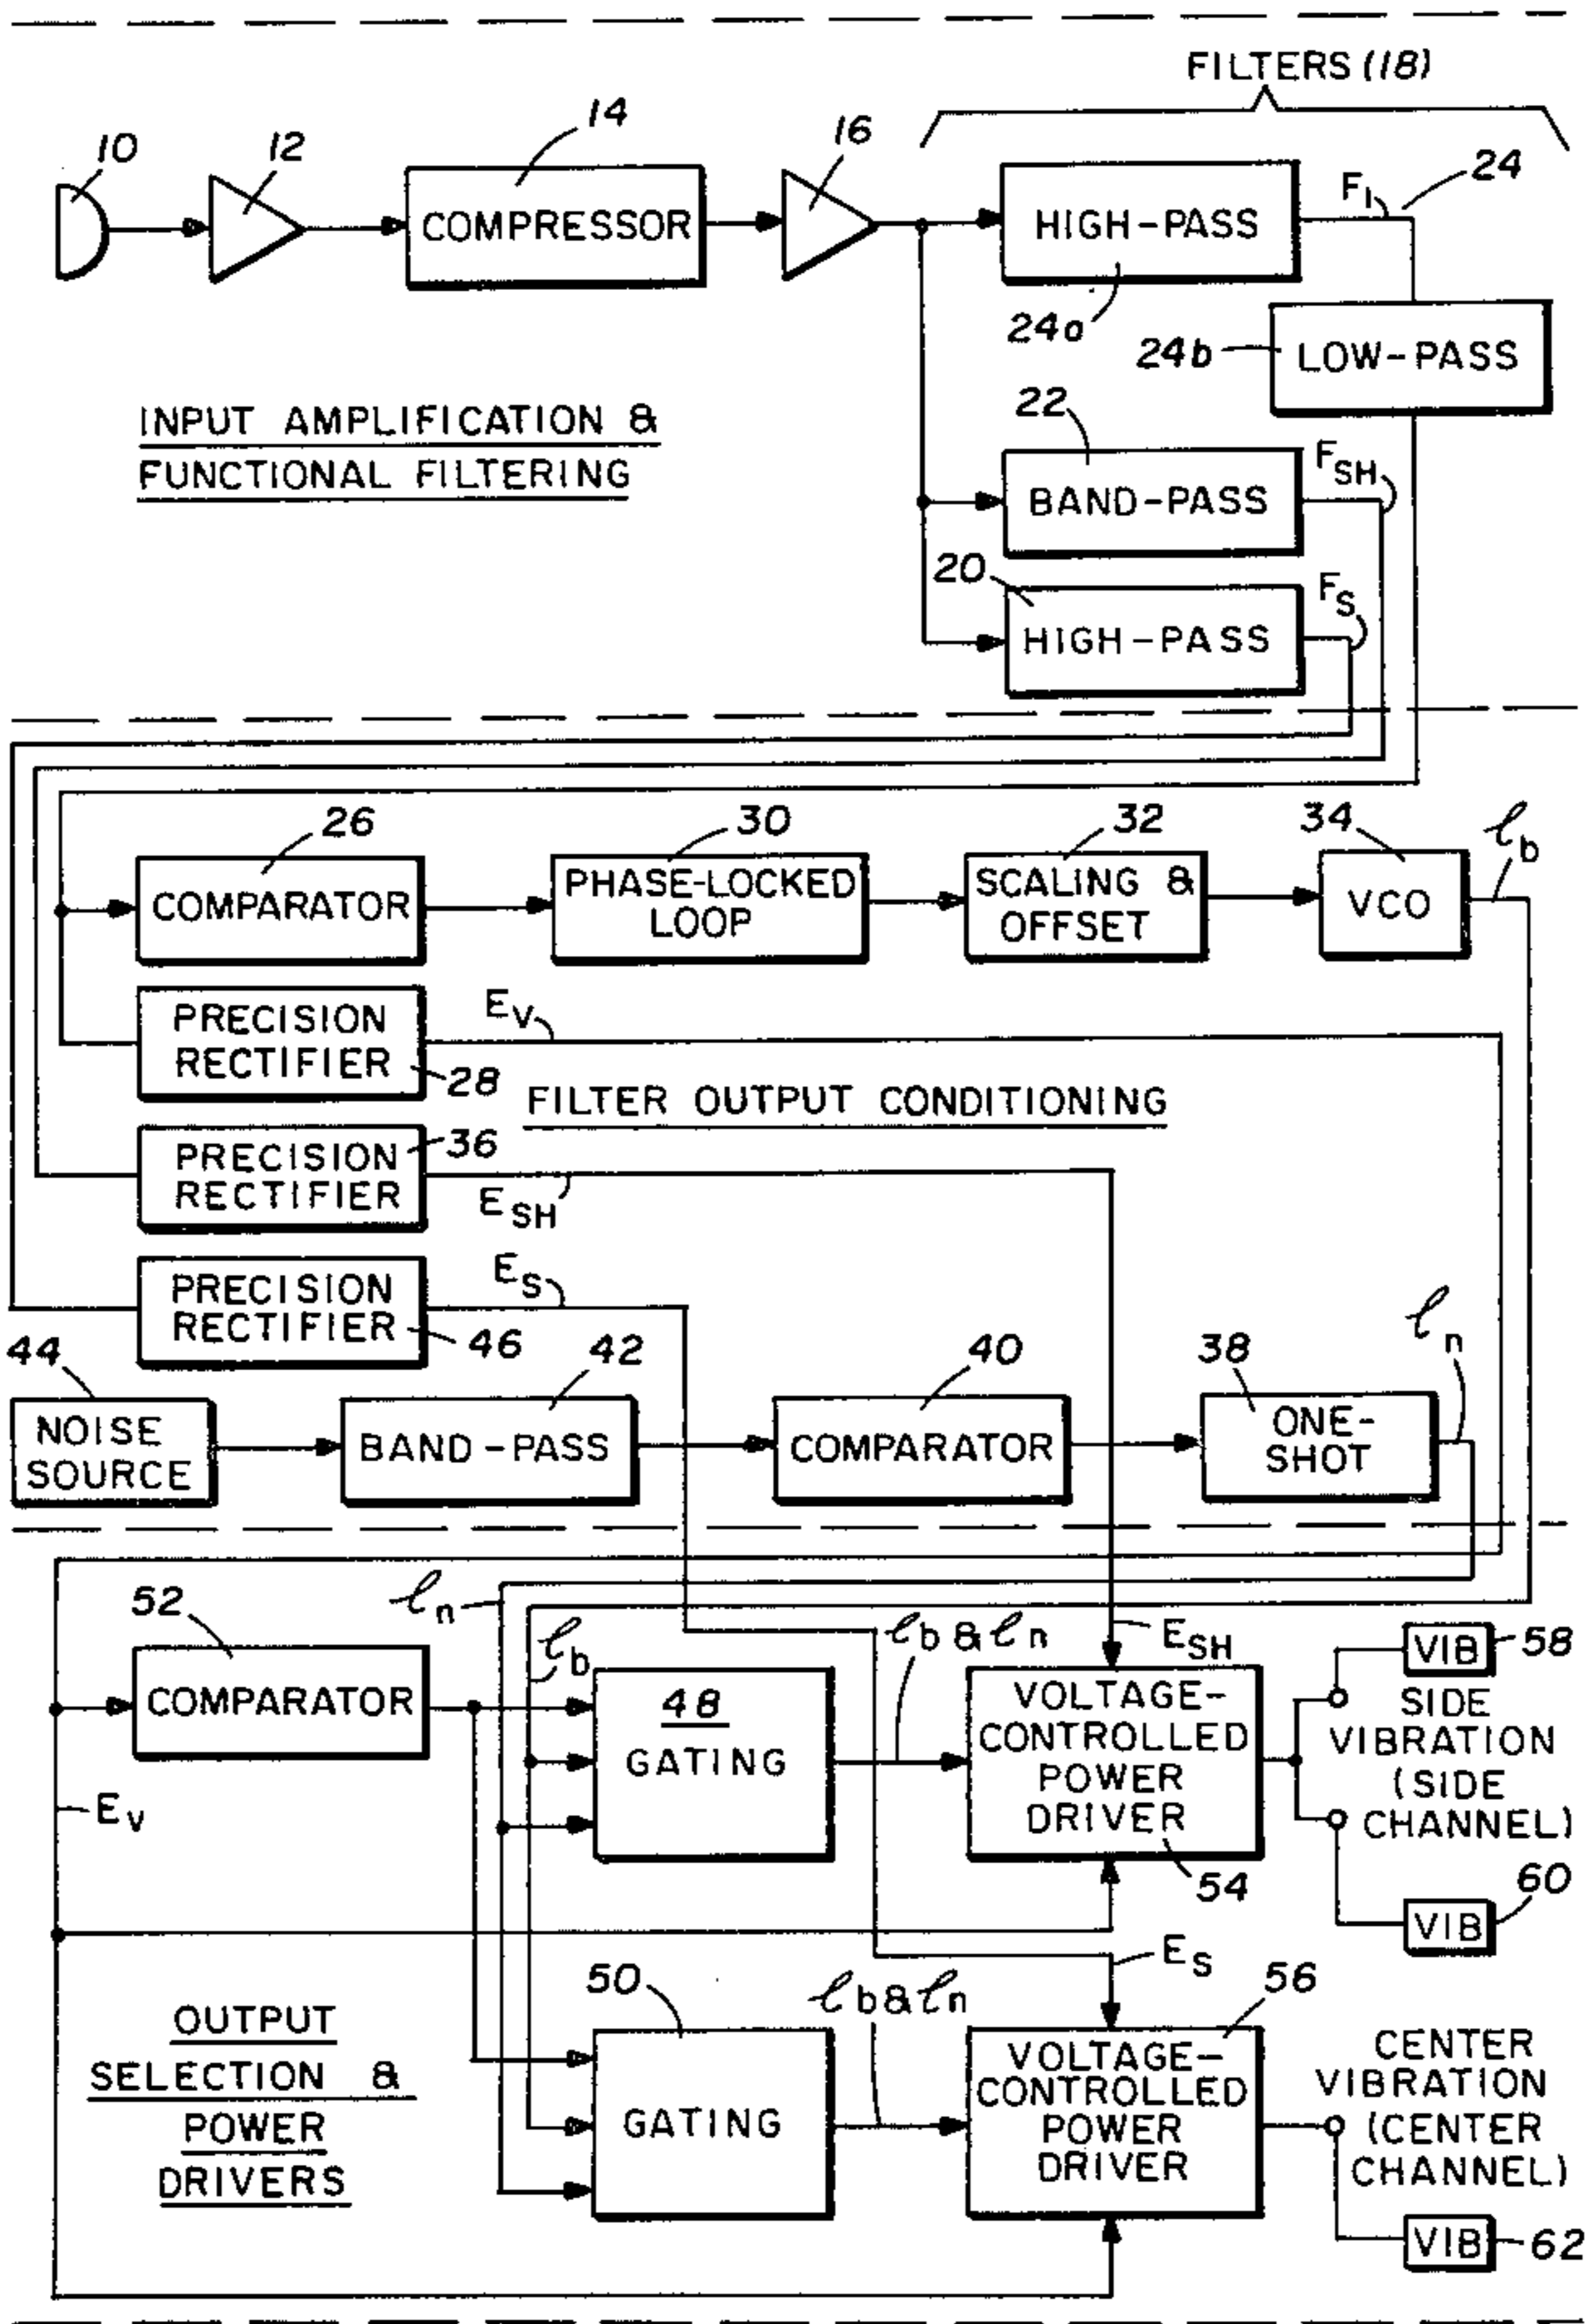 FILTERS (18)
10
12
14
16
COMPRESSOR
HIGH-PASS
F1
24
24a
24b
LOW-PASS
INPUT AMPLIFICATION &
FUNCTIONAL FILTERING
22
BAND-PASS
FSH
20
HIGH-PASS
FS
26
COMPARATOR
30
PHASE-LOCKED
LOOP
32
SCALING &
OFFSET
34
VCO
ℓb
PRECISION
RECTIFIER
28
EV
FILTER OUTPUT CONDITIONING
PRECISION
RECTIFIER
36
ESH
PRECISION
RECTIFIER
46
ES
44
NOISE
SOURCE
42
BAND-PASS
40
COMPARATOR
38
ONE-
SHOT
ℓn
52
COMPARATOR
ℓn
ℓb
48
GATING
ℓb & ℓn
ESH
VOLTAGE-
CONTROLLED
POWER
DRIVER
54
VIB
58
SIDE
VIBRATION
(SIDE
CHANNEL)
VIB
60
EV
OUTPUT
SELECTION &
POWER
DRIVERS
50
GATING
ℓb & ℓn
ES
56
VOLTAGE-
CONTROLLED
POWER
DRIVER
CENTER
VIBRATION
(CENTER
CHANNEL)
VIB
62